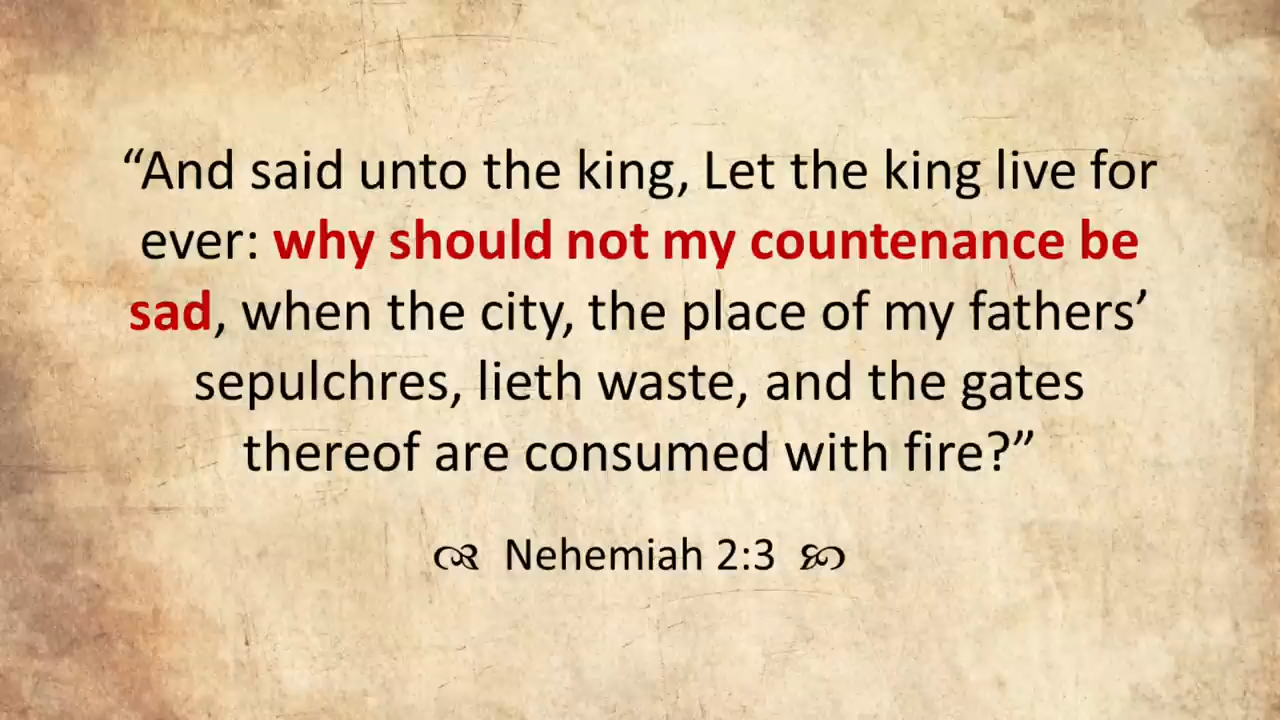 “And said unto the king, Let the king live for
ever: why should not my countenance be
sad, when the city, the place of my fathers’
sepulchres, lieth waste, and the gates
thereof are consumed with fire?”
Nehemiah 2:3